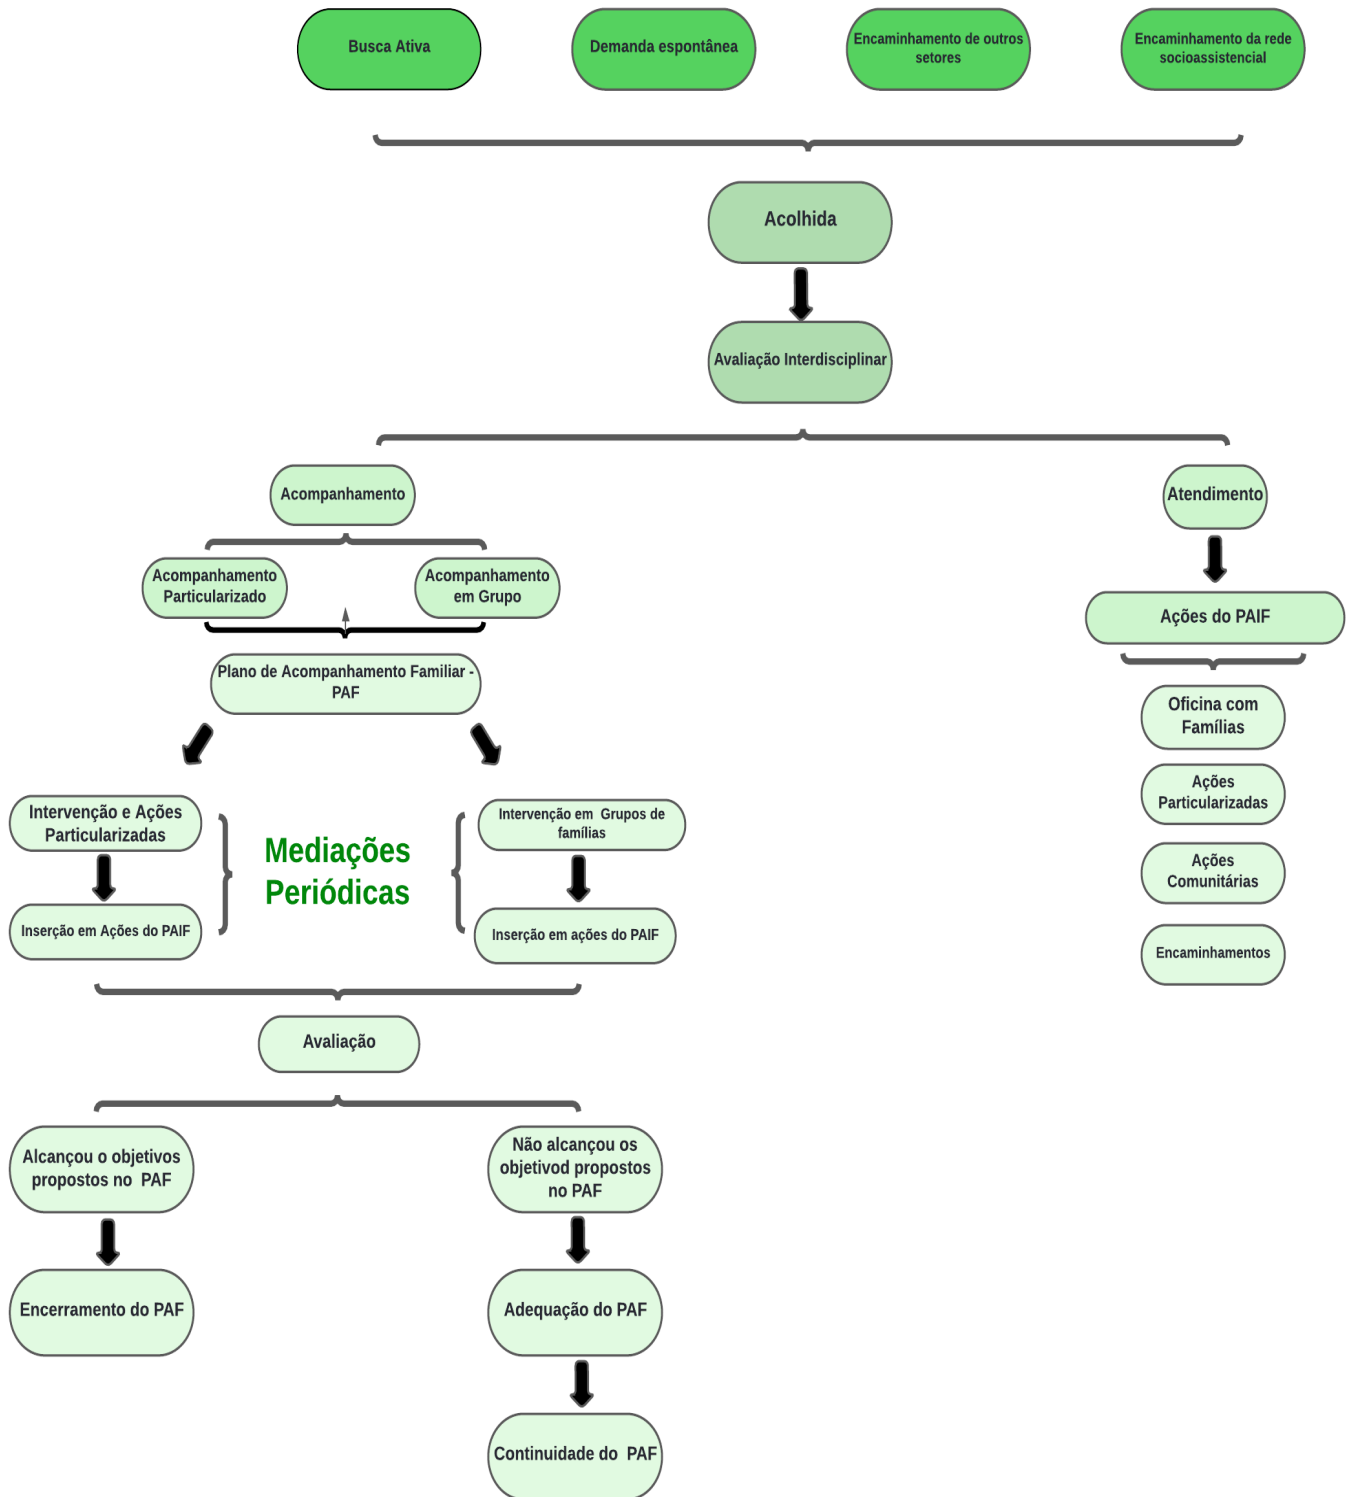 Busca Ativa
Demanda espontânea
Encaminhamento de outros
setores
Encaminhamento da rede
socioassistencial
Acolhida
Avaliação Interdisciplinar
Acompanhamento
Atendimento
Acompanhamento
Particularizado
Acompanhamento
em Grupo
Ações do PAIF
Plano de Acompanhamento Familiar -
PAF
Oficina com
Famílias
Ações
Particularizadas
Intervenção e Ações
Particularizadas
Mediações
Periódicas
Intervenção em  Grupos de
famílias
Ações
Comunitárias
Inserção em Ações do PAIF
Inserção em ações do PAIF
Encaminhamentos
Avaliação
Alcançou o objetivos
propostos no  PAF
Não alcançou os
objetivod propostos
no PAF
Encerramento do PAF
Adequação do PAF
Continuidade do  PAF